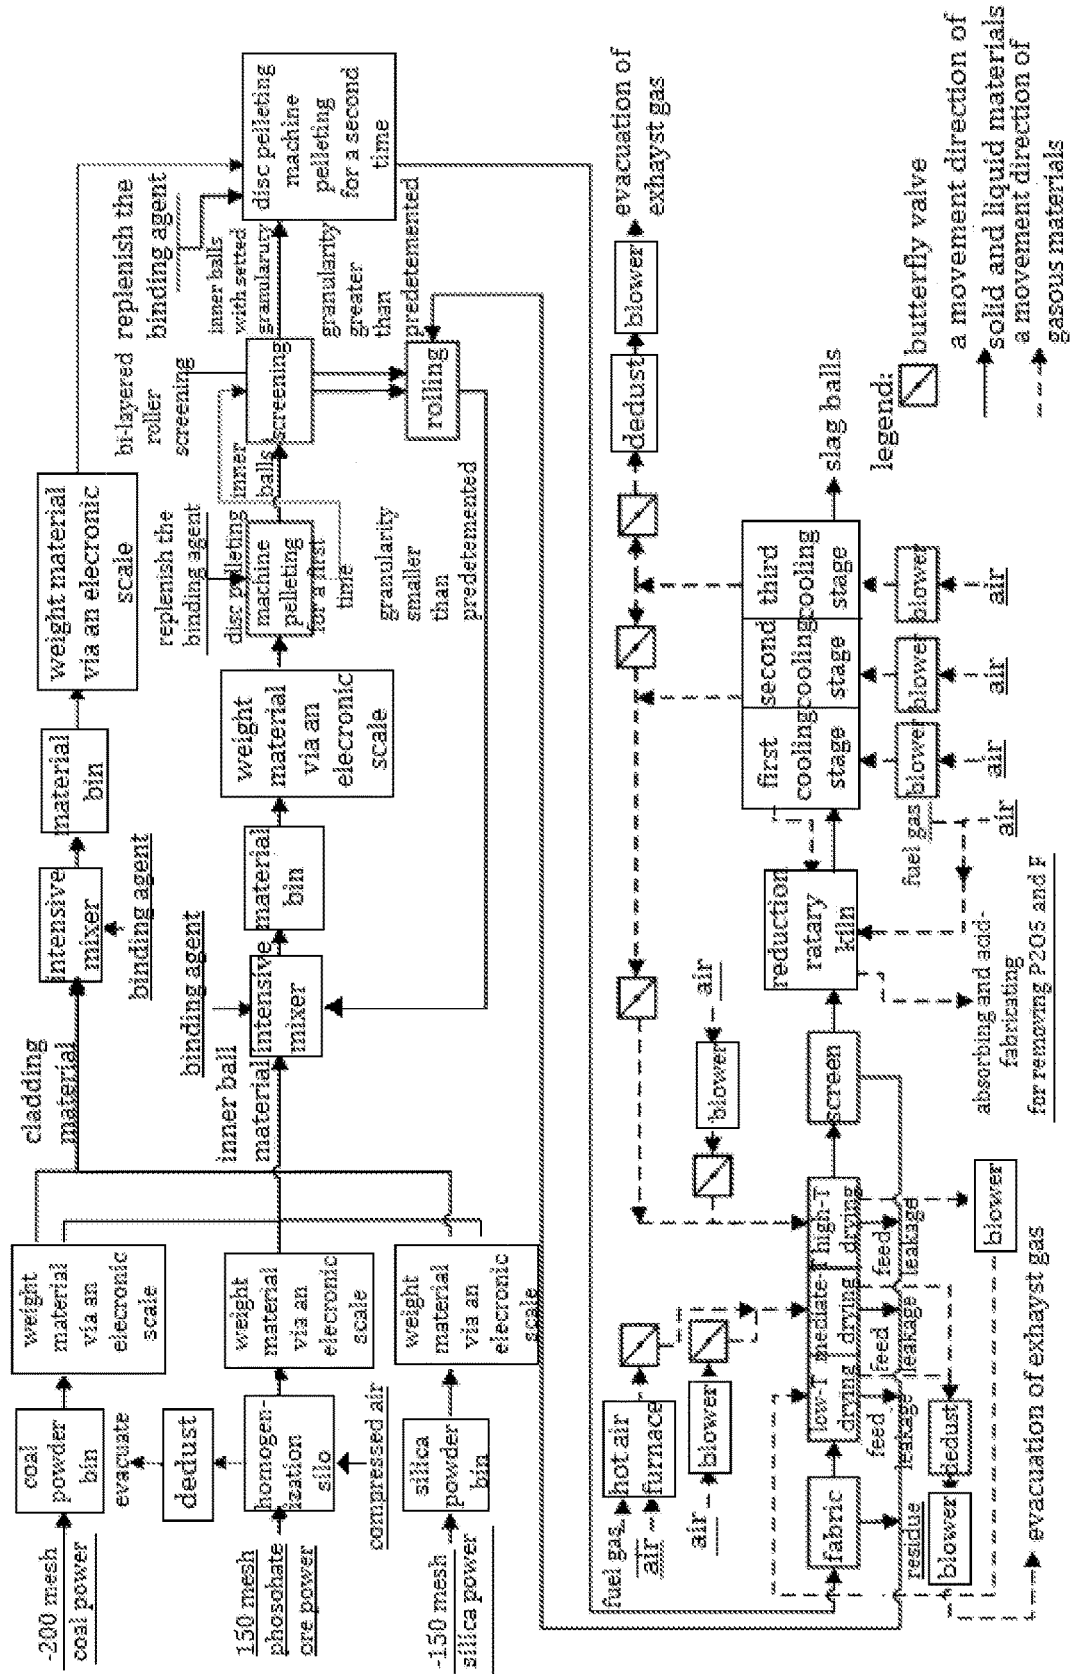 -200 mesh
coal power
coal
powder
bin
weight
material
via an
elecronic
scale
cladding
material
intensive
mixer
binding agent
material
bin
weight material
via an elecronic
scale
evacuate
dedust
150 mesh
phosohate
ore power
homogen-
ization
silo
compressed air
weight
material
via an
elecronic
scale
inner ball
material
binding agent
intensive
mixer
material
bin
weight
material
via an
elecronic
scale
replenish the
binding agent
disc pelleting
machine
pelleting
for a first
time
inner
balls
bi-layered
roller
screening
screening
replenish the
binding agent
inner balls
with setted
granularury
disc pelleting
machine
pelleting
for a second
time
granularity
greater
than
predetemented
rolling
granularity
smaller
than
predetemented
-150 mesh
silica power
silica
powder
bin
weight
material
via an
elecronic
scale
fuel gas
air
hot air
furnace
air
blower
blower
air
dedust
blower
evacuation of
exhayst gas
fabric
low-T
drying
mediate-T
drying
high-T
drying
screen
reduction
ratary
kiln
first
cooling
stage
second
cooling
stage
third
cooling
stage
slag balls
residue
feed
leakage
feed
leakage
feed
leakage
blower
dedust
blower
evacuation of exhayst gas
absorbing and acid-
fabricating
for removing P2O5 and F
fuel gas
air
blower
air
blower
air
blower
air
legend:
butterfly valve
a movement direction of
solid and liquid materials
a movement direction of
gasous materials